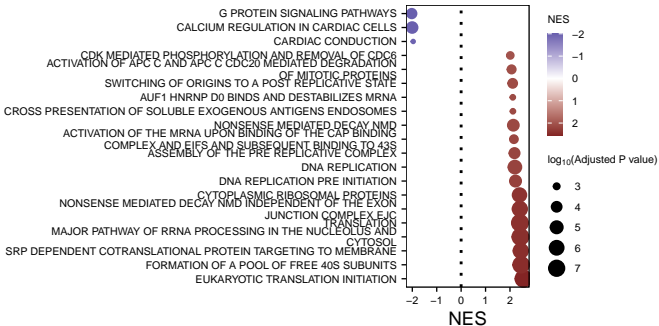 G PROTEIN SIGNALING PATHWAYS
CALCIUM REGULATION IN CARDIAC CELLS
CARDIAC CONDUCTION
CDK MEDIATED PHOSPHORYLATION AND REMOVAL OF CDC6
ACTIVATION OF APC C AND APC C CDC20 MEDIATED DEGRADATION
OF MITOTIC PROTEINS
SWITCHING OF ORIGINS TO A POST REPLICATIVE STATE
AUF1 HNRNP D0 BINDS AND DESTABILIZES MRNA
CROSS PRESENTATION OF SOLUBLE EXOGENOUS ANTIGENS ENDOSOMES
NONSENSE MEDIATED DECAY NMD
ACTIVATION OF THE MRNA UPON BINDING OF THE CAP BINDING
COMPLEX AND EIFS AND SUBSEQUENT BINDING TO 43S
ASSEMBLY OF THE PRE REPLICATIVE COMPLEX
DNA REPLICATION
DNA REPLICATION PRE INITIATION
CYTOPLASMIC RIBOSOMAL PROTEINS
NONSENSE MEDIATED DECAY NMD INDEPENDENT OF THE EXON
JUNCTION COMPLEX EJC
TRANSLATION
MAJOR PATHWAY OF RRNA PROCESSING IN THE NUCLEOLUS AND
CYTOSOL
SRP DEPENDENT COTRANSLATIONAL PROTEIN TARGETING TO MEMBRANE
FORMATION OF A POOL OF FREE 40S SUBUNITS
EUKARYOTIC TRANSLATION INITIATION
−2 −1 0 1 2
NES
NES
−2
−1
0
1
2
log10(Adjusted P value)
3
4
5
6
7